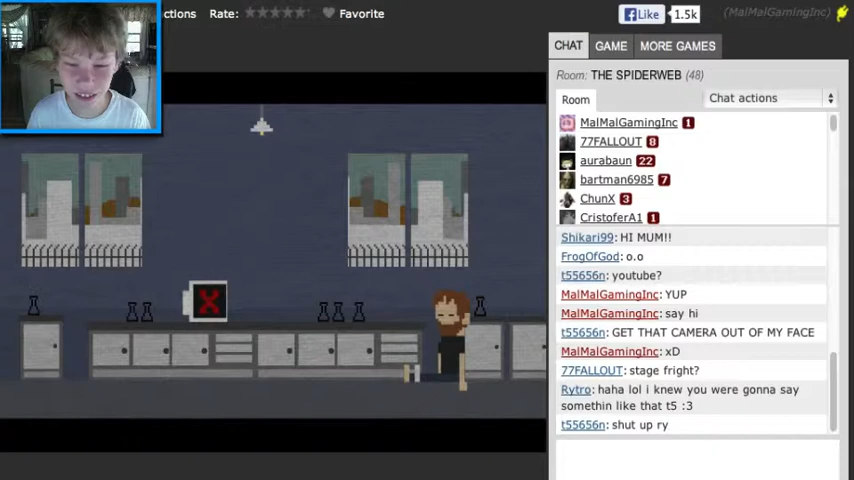 ctions Rate: Favorite Like 1.5k (MalMalGamingInc)
CHAT GAME MORE GAMES
Room: THE SPIDERWEB (48)
Room Chat actions
MalMalGamingInc 1
77FALLOUT 8
aurabaun 22
bartman6985 7
ChunX 3
CristoferA1 1
Shikari99: HI MUM!!
FrogOfGod: o.o
t55656n: youtube?
MalMalGamingInc: YUP
MalMalGamingInc: say hi
t55656n: GET THAT CAMERA OUT OF MY FACE
MalMalGamingInc: xD
77FALLOUT: stage fright?
Rytro: haha lol i knew you were gonna say
somethin like that t5 :3
t55656n: shut up ry